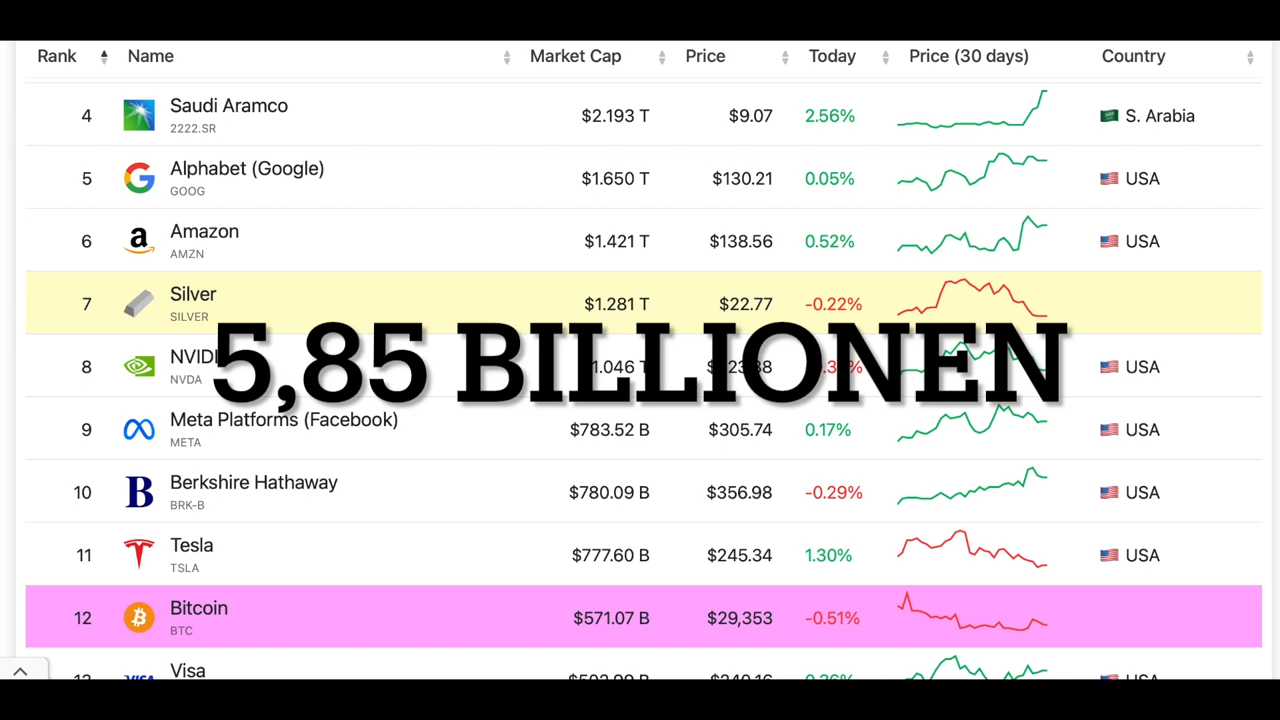 Rank Name Market Cap Price Today Price (30 days) Country
4 Saudi Aramco $2.193 T $9.07 2.56% S. Arabia
2222.SR
5 Alphabet (Google) $1.650 T $130.21 0.05% USA
GOOG
6 Amazon $1.421 T $138.56 0.52% USA
AMZN
7 Silver $1.281 T $22.77 -0.22%
SILVER
5,85 BILLIONEN
8 USA
NVDA
9 Meta Platforms (Facebook) $783.52 B $305.74 0.17% USA
META
10 Berkshire Hathaway $780.09 B $356.98 -0.29% USA
BRK-B
11 Tesla $777.60 B $245.34 1.30% USA
TSLA
12 Bitcoin $571.07 B $29,353 -0.51%
BTC
Visa